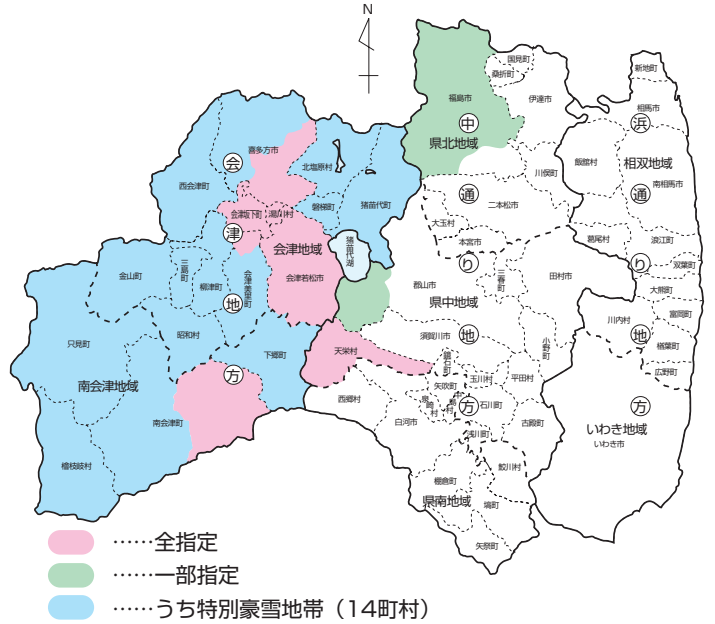 N
国見町
桑折町
福島市
伊達市
新地町
相馬市
中
県北地域
浜
喜多方市
会
北塩原村
西会津町
飯舘村
相双地域
川俣町
南相馬市
磐梯町
猪苗代町
通
通
二本松市
会津坂下町
湯川村
大玉村
本宮市
津
会津地域
猪苗代湖
葛尾村
浪江町
り
り
双葉町
金山町
三島町
柳津町
会津美里町
会津若松市
郡山市
三春町
田村市
大熊町
地
県中地域
富岡町
川内村
地
昭和村
須賀川市
地
小野町
楢葉町
只見町
下郷町
天栄村
鏡石町
広野町
南会津地域
方
矢吹町
玉川村
平田村
西郷村
泉崎村
中島村
方
石川町
方
南会津町
白河市
古殿町
浅川町
いわき地域
いわき市
檜枝岐村
鮫川村
棚倉町
県南地域
塙町
矢祭町
……全指定
……一部指定
……うち特別豪雪地帯（14町村）